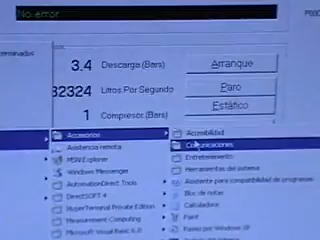 No error
3.4 Descarga (Bars) Arranque
32324 Litros Por Segundo Paro
Estático
1 Compresor (Bars)
Accesorios
Asistencia remota
MSN Explorer
Windows Messenger
AutomationDirect Tools
DirectSOFT 4
HyperTerminal Private Edition
Measurement Computing
Microsoft Visual Basic 6.0
Accesibilidad
Comunicaciones
Entretenimiento
Herramientas del sistema
Asistente para compatibilidad de programas
Bloc de notas
Calculadora
Paint
Paseo por Windows XP